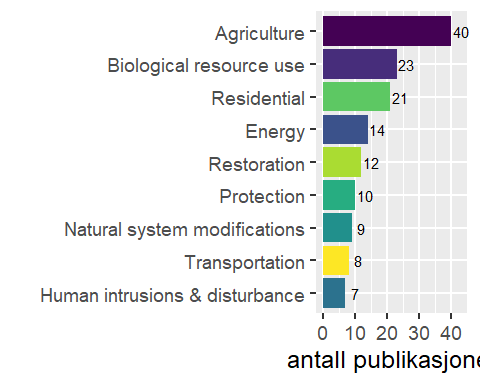 Agriculture 40
Biological resource use 23
Residential 21
Energy 14
Restoration 12
Protection 10
Natural system modifications 9
Transportation 8
Human intrusions & disturbance 7
0 10 20 30 40
antall publikasjone